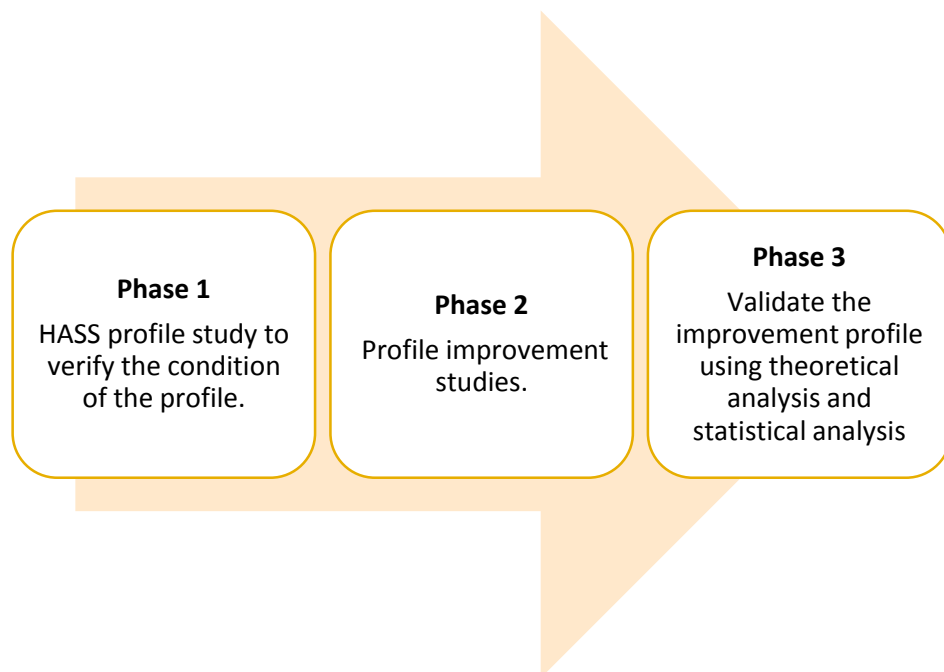 Phase 1
HASS profile study to
verify the condition
of the profile.
Phase 2
Profile improvement
studies.
Phase 3
Validate the
improvement profile
using theoretical
analysis and
statistical analysis